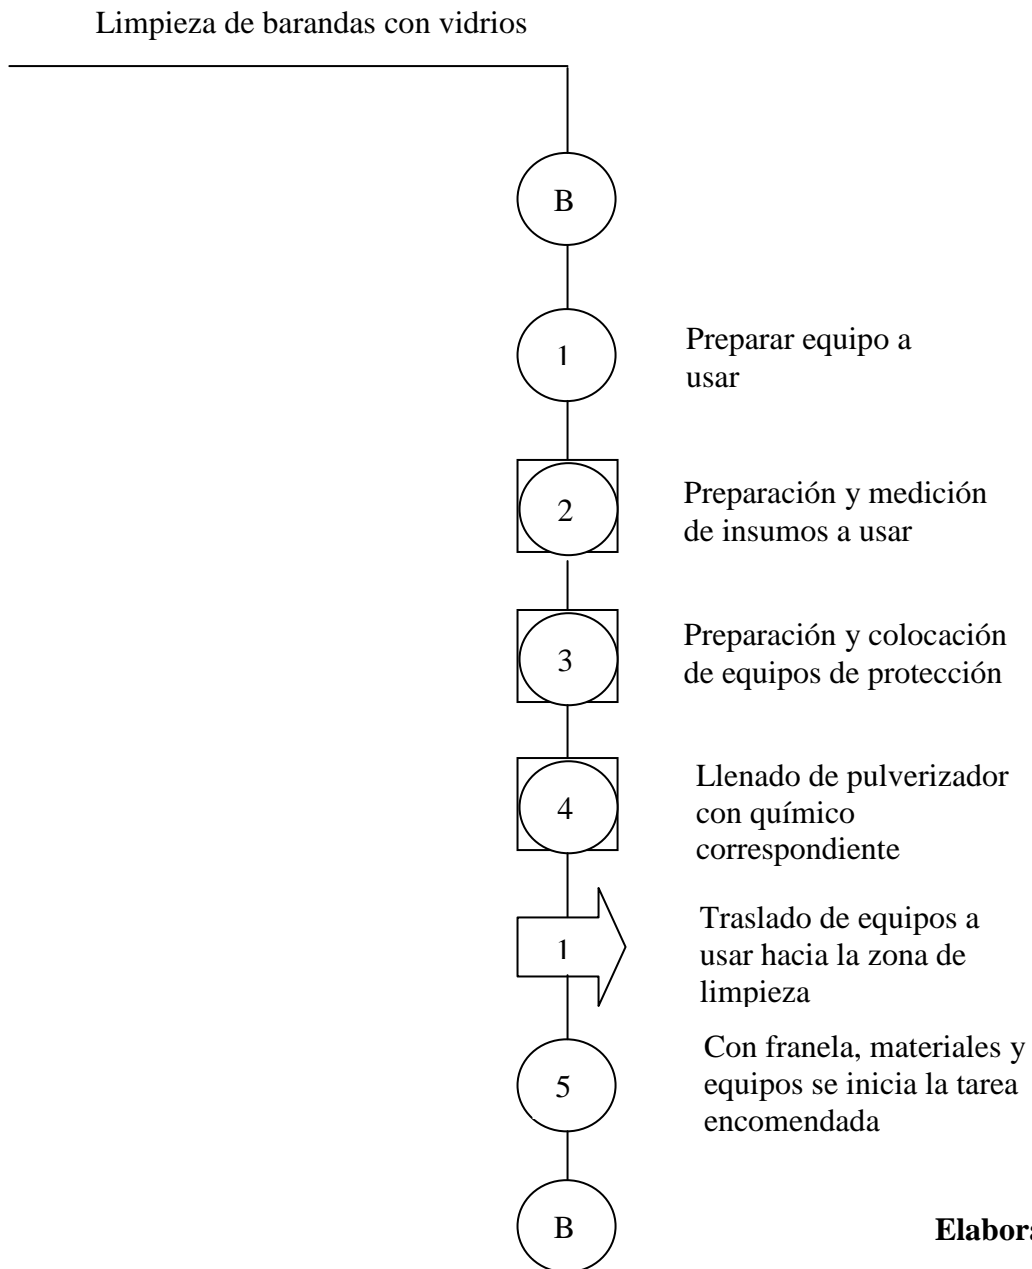 Limpieza de barandas con vidrios
B
1
Preparar equipo a
usar
2
Preparación y medición
de insumos a usar
3
Preparación y colocación
de equipos de protección
4
Llenado de pulverizador
con químico
correspondiente
1
Traslado de equipos a
usar hacia la zona de
limpieza
5
Con franela, materiales y
equipos se inicia la tarea
encomendada
B